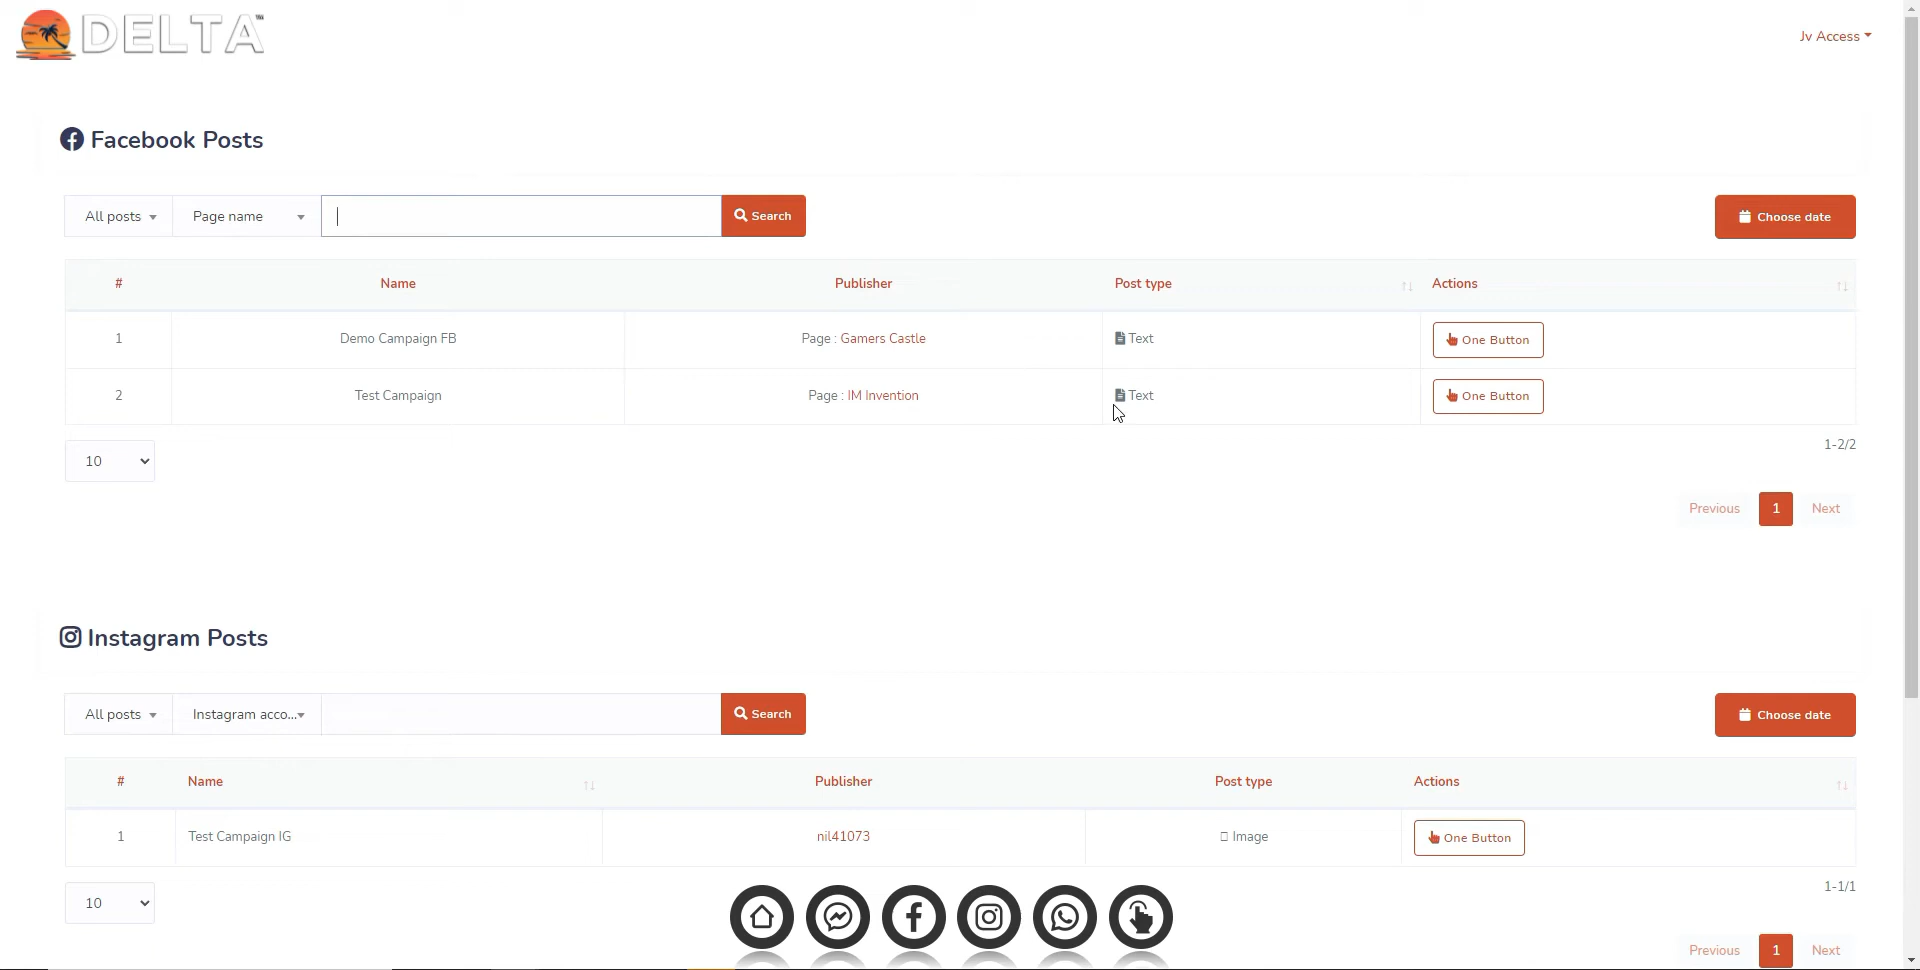 DELTA™
Jv Access
Facebook Posts
All posts Page name Search Choose date
# Name Publisher Post type Actions
1 Demo Campaign FB Page : Gamers Castle Text One Button
2 Test Campaign Page : IM Invention Text One Button
10 1-2/2
Previous 1 Next
Instagram Posts
All posts Instagram acco... Search Choose date
# Name Publisher Post type Actions
1 Test Campaign IG nil41073 Image One Button
10 1-1/1
Previous 1 Next